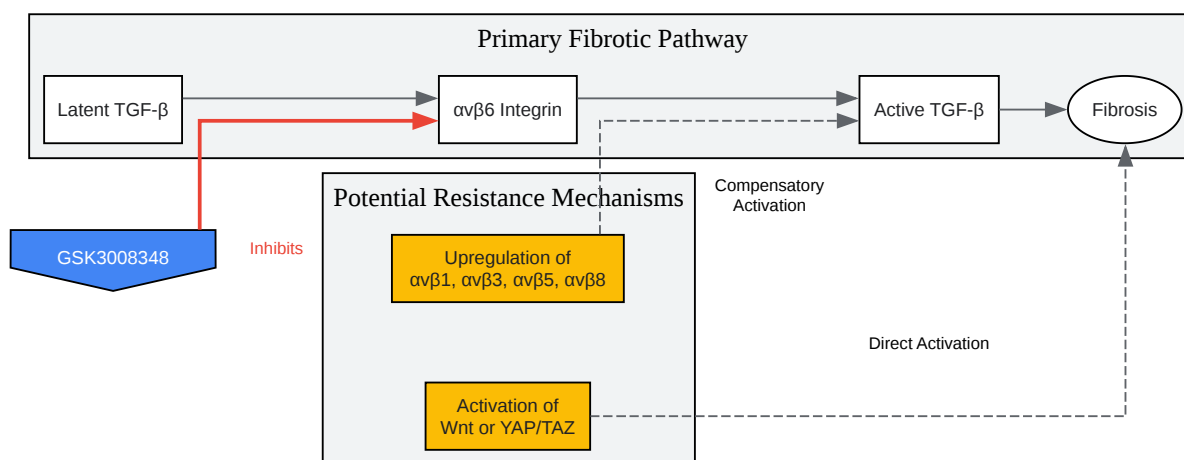 Primary Fibrotic Pathway
Latent TGF-β
αvβ6 Integrin
Active TGF-β
Fibrosis
Potential Resistance Mechanisms
Compensatory
Activation
GSK3008348
Inhibits
Upregulation of
αvβ1, αvβ3, αvβ5, αvβ8
Direct Activation
Activation of
Wnt or YAP/TAZ